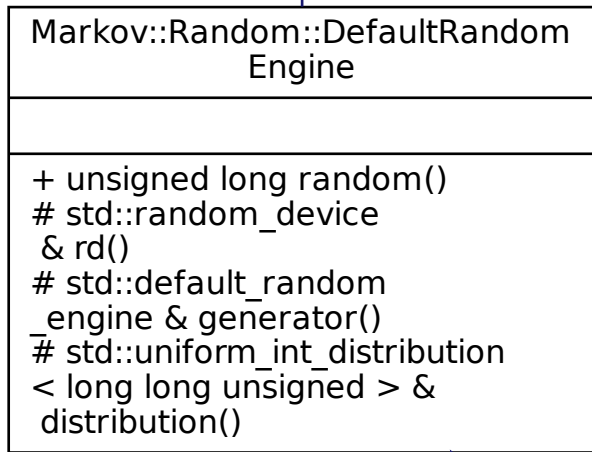 Markov::Random::DefaultRandom
Engine
+ unsigned long random()
# std::random_device
& rd()
# std::default_random
_engine & generator()
# std::uniform_int_distribution
< long long unsigned > &
distribution()